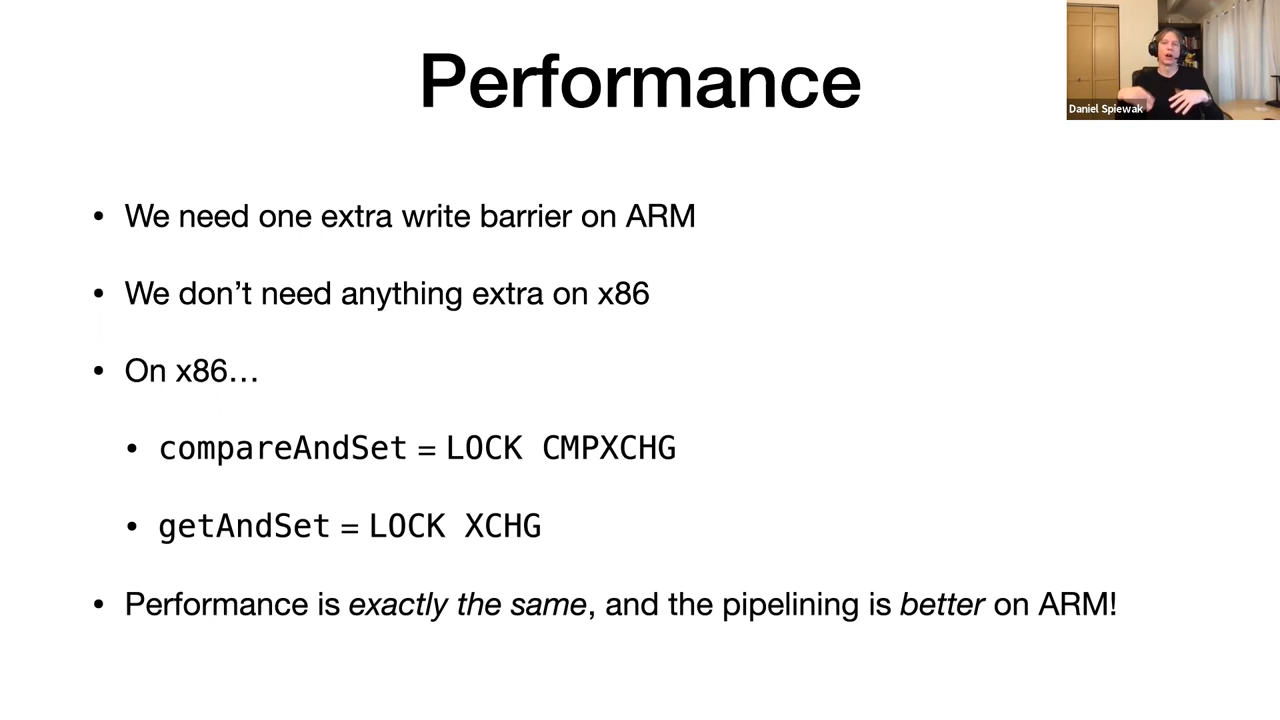 Performance
Daniel Spiewak
• We need one extra write barrier on ARM
• We don’t need anything extra on x86
• On x86…
• compareAndSet = LOCK CMPXCHG
• getAndSet = LOCK XCHG
• Performance is exactly the same, and the pipelining is better on ARM!